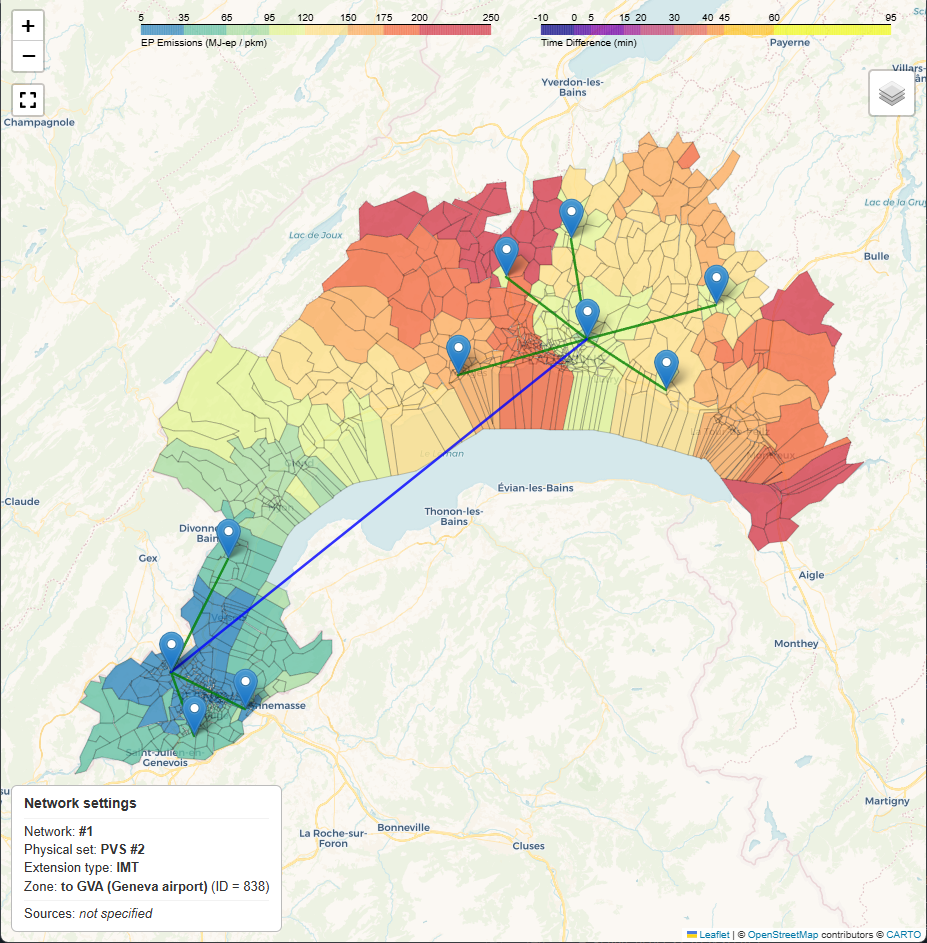 +
−
5 35 65 95 120 150 175 200 250
EP Emissions (MJ-ep / pkm)
-10 0 5 15 20 30 40 45 60 95
Time Difference (min)
Payerne
Yverdon-les-
Bains
Villars-
Champagnole
Lac de la Gru
Lac de Joux
Bulle
Le Léman
Montreux
-Claude
Évian-les-Bains
Thonon-les-
Bains
Divonne
Bain
Gex
Aigle
Monthey
Annemasse
Saint-Julien-en-
Genevois
Martigny
La Roche-sur-
Foron
Bonneville
Cluses
Network settings
Network: #1
Physical set: PVS #2
Extension type: IMT
Zone: to GVA (Geneva airport) (ID = 838)
Sources: not specified
Leaflet | © OpenStreetMap contributors © CARTO